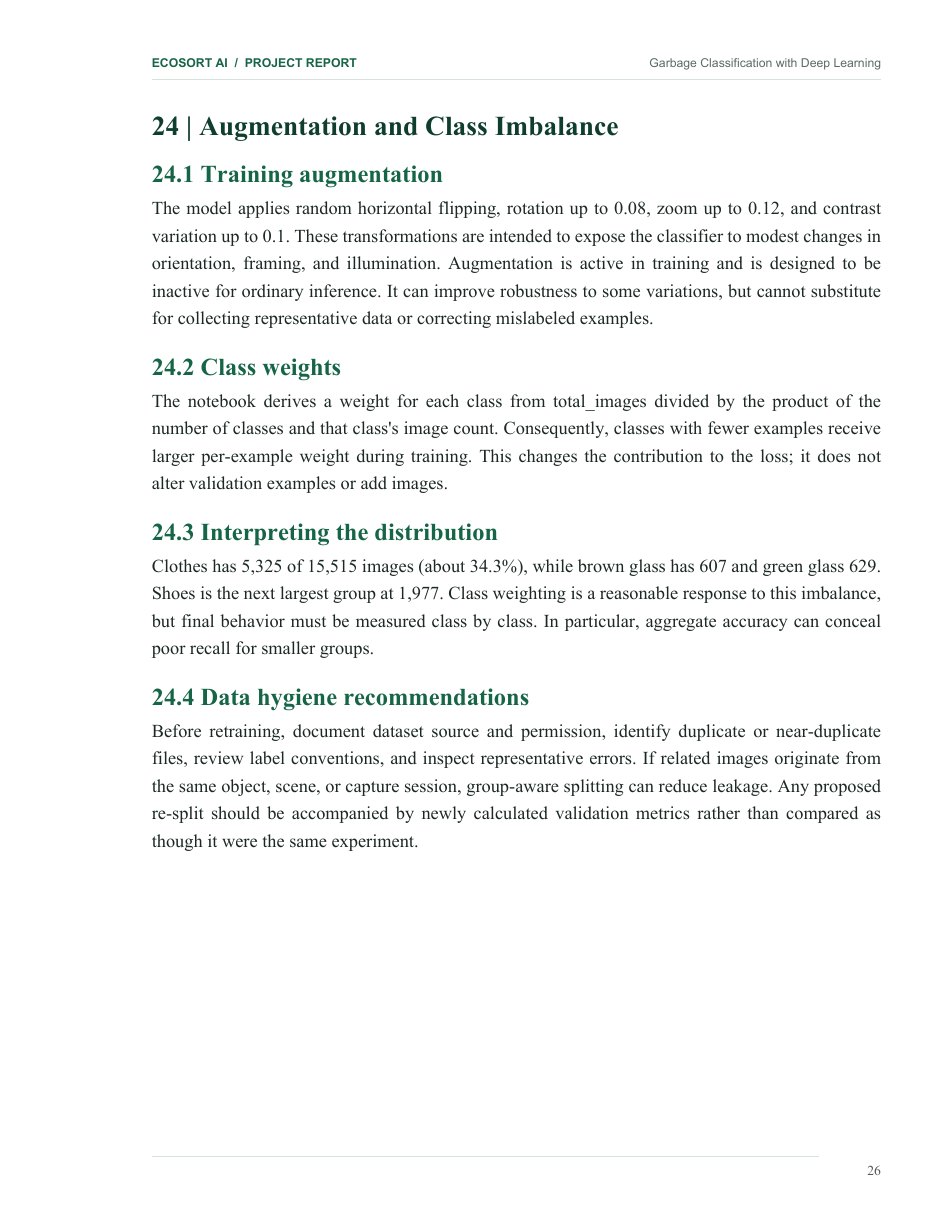 ECOSORT AI / PROJECT REPORT
Garbage Classification with Deep Learning
24 | Augmentation and Class Imbalance
24.1 Training augmentation
The model applies random horizontal flipping, rotation up to 0.08, zoom up to 0.12, and contrast
variation up to 0.1. These transformations are intended to expose the classifier to modest changes in
orientation, framing, and illumination. Augmentation is active in training and is designed to be
inactive for ordinary inference. It can improve robustness to some variations, but cannot substitute
for collecting representative data or correcting mislabeled examples.
24.2 Class weights
The notebook derives a weight for each class from total_images divided by the product of the
number of classes and that class's image count. Consequently, classes with fewer examples receive
larger per-example weight during training. This changes the contribution to the loss; it does not
alter validation examples or add images.
24.3 Interpreting the distribution
Clothes has 5,325 of 15,515 images (about 34.3%), while brown glass has 607 and green glass 629.
Shoes is the next largest group at 1,977. Class weighting is a reasonable response to this imbalance,
but final behavior must be measured class by class. In particular, aggregate accuracy can conceal
poor recall for smaller groups.
24.4 Data hygiene recommendations
Before retraining, document dataset source and permission, identify duplicate or near-duplicate
files, review label conventions, and inspect representative errors. If related images originate from
the same object, scene, or capture session, group-aware splitting can reduce leakage. Any proposed
re-split should be accompanied by newly calculated validation metrics rather than compared as
though it were the same experiment.
26